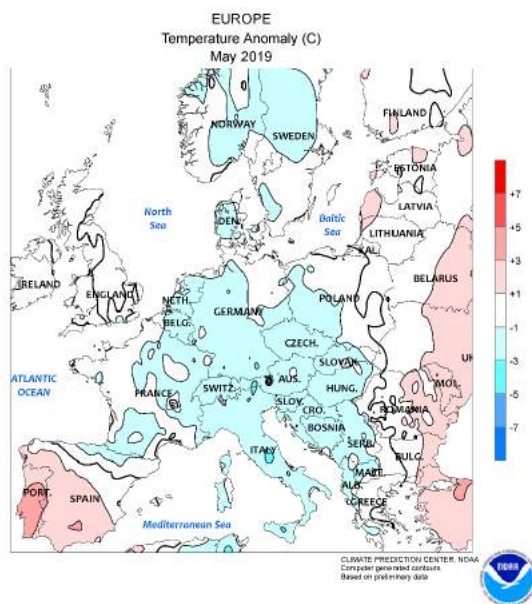 EUROPE
Temperature Anomaly (C)
May 2019
FINLAND
NORWAY
SWEDEN
ESTONIA
LATVIA
North
Sea
DEN.
Baltic
Sea
LITHUANIA
KAL.
IRELAND
ENGLAND
NETH.
BELG.
GERMANY
POLAND
BELARUS
CZECH.
SLOVAK.
ATLANTIC
OCEAN
FRANCE
SWITZ.
AUS.
HUNG.
MOL.
SLOV.
CRO.
ROMANIA
BOSNIA
ITALY
SERB.
BULG.
PORT.
SPAIN
ALB.
GREECE
Mediterranean Sea
+7
+5
+3
+1
-1
-3
-5
-7
CLIMATE PREDICTION CENTER, NOAA
Computer generated contours
Based on preliminary data
NOAA